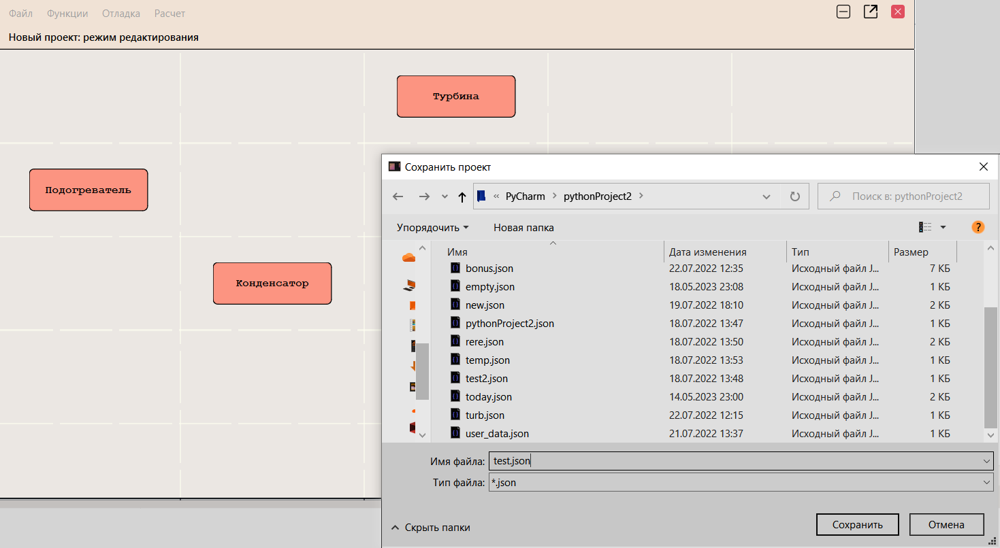 Файл Функции Отладка Расчет
Новый проект: режим редактирования
Турбина
Подогреватель
Конденсатор
Сохранить проект
« PyCharm > pythonProject2 >
Поиск в: pythonProject2
Упорядочить Новая папка
?
Имя Дата изменения Тип Размер
bonus.json 22.07.2022 12:35 Исходный файл J... 7 КБ
empty.json 18.05.2023 23:08 Исходный файл J... 1 КБ
new.json 19.07.2022 18:10 Исходный файл J... 2 КБ
pythonProject2.json 18.07.2022 13:47 Исходный файл J... 1 КБ
rere.json 18.07.2022 13:50 Исходный файл J... 2 КБ
temp.json 18.07.2022 13:53 Исходный файл J... 1 КБ
test2.json 18.07.2022 13:48 Исходный файл J... 1 КБ
today.json 14.05.2023 23:00 Исходный файл J... 2 КБ
turb.json 22.07.2022 12:15 Исходный файл J... 1 КБ
user_data.json 21.07.2022 13:37 Исходный файл J... 1 КБ
Имя файла: test.json
Тип файла: *.json
Скрыть папки
Сохранить Отмена